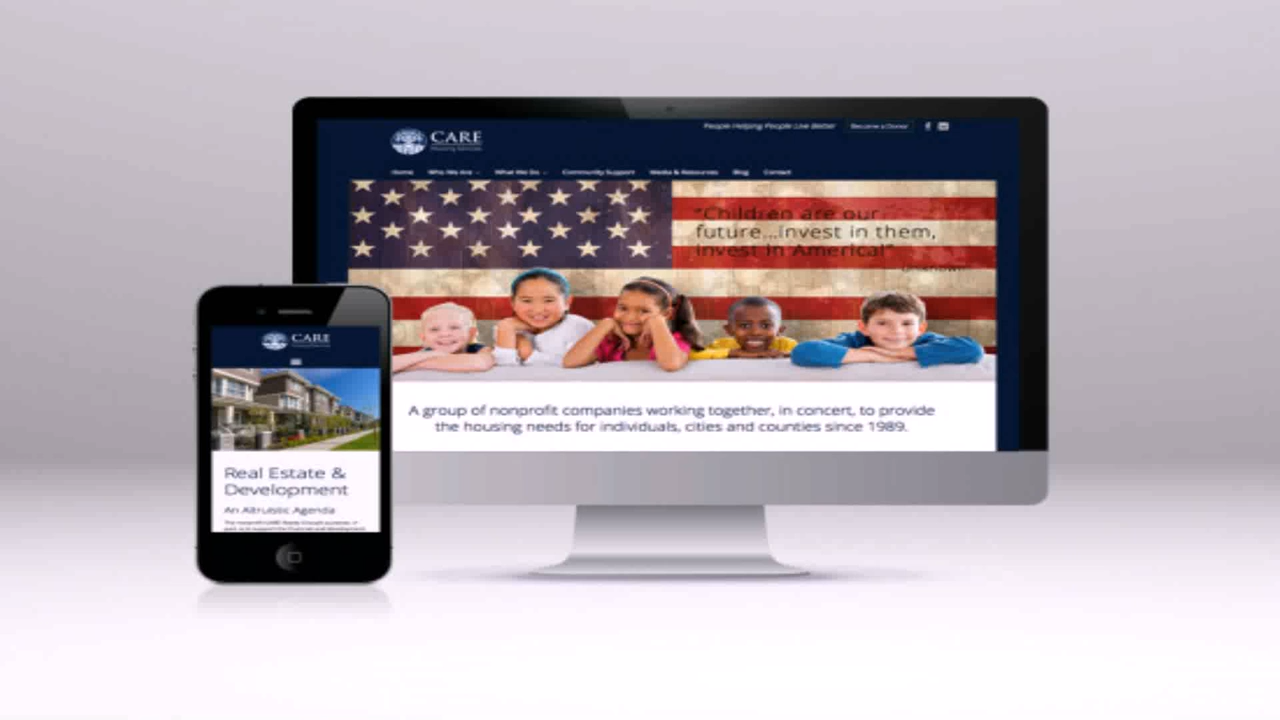 People Helping People Live Better
Become a Donor
CARE
Housing Services
Home Who We Are What We Do Community Support Media & Resources Blog Contact
"Children are our
future...invest in them,
invest in America!"
Unknown
CARE
A group of nonprofit companies working together, in concert, to provide
the housing needs for individuals, cities and counties since 1989.
Real Estate &
Development
An Altruistic Agenda